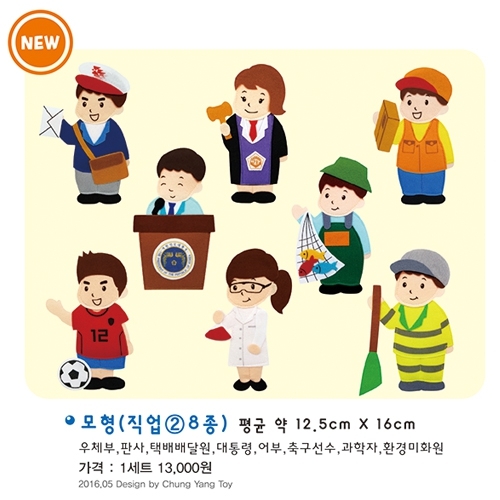 NEW
12
모형(직업②8종) 평균 약 12.5cm X 16cm
우체부,판사,택배배달원,대통령,어부,축구선수,과학자,환경미화원
가격 : 1세트 13,000원
2016.05 Design by Chung Yang Toy